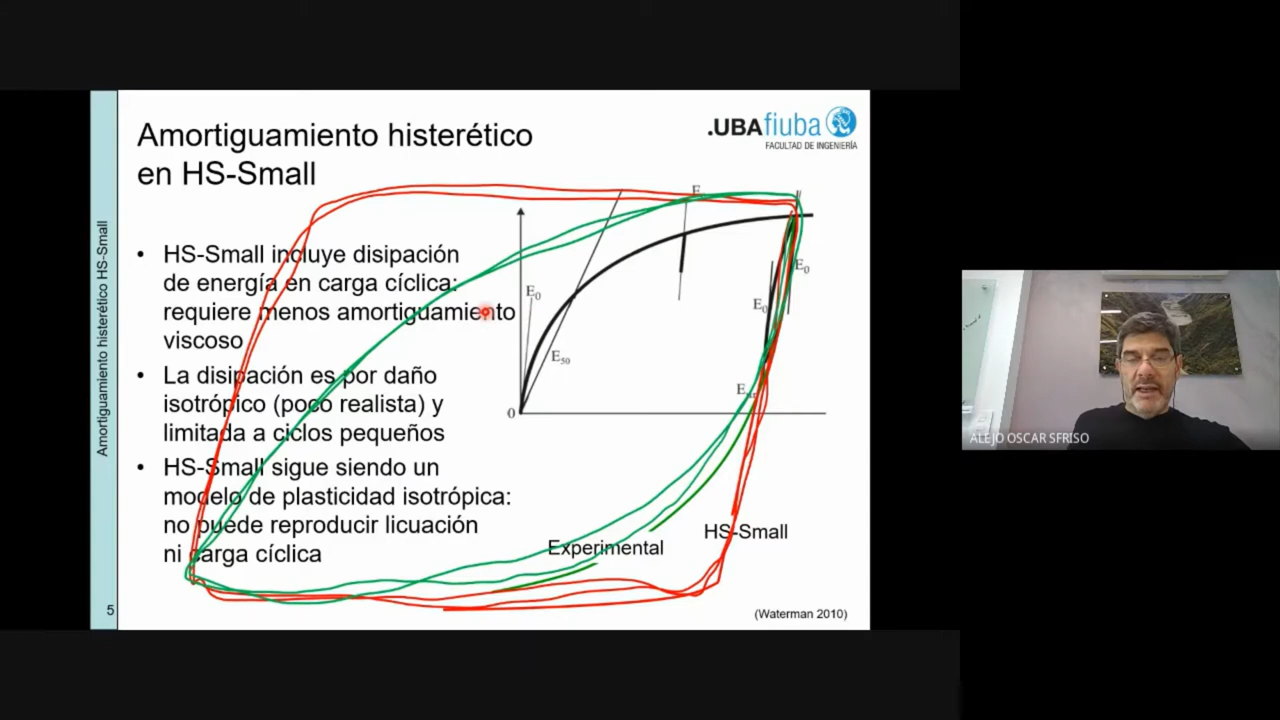 Amortiguamiento histerético
en HS-Small
.UBAfiuba
FACULTAD DE INGENIERÍA
Amortiguamiento histerético HS-Small
• HS-Small incluye disipación
de energía en carga cíclica:
requiere menos amortiguamiento
viscoso
• La disipación es por daño
isotrópico (poco realista) y
limitada a ciclos pequeños
• HS-Small sigue siendo un
modelo de plasticidad isotrópica:
no puede reproducir licuación
ni carga cíclica
E0
E50
0
E0
E0
Experimental
HS-Small
(Waterman 2010)
5
ALEJO OSCAR SFRISO